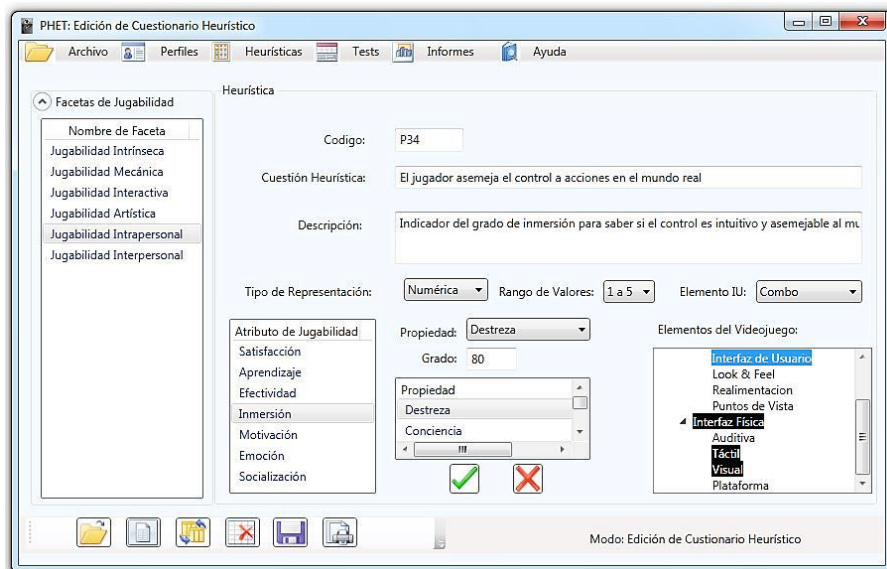 PHET: Edición de Cuestionario Heurístico
Archivo Perfiles Heurísticas Tests Informes Ayuda
Facetas de Jugabilidad
Nombre de Faceta
Jugabilidad Intrínseca
Jugabilidad Mecánica
Jugabilidad Interactiva
Jugabilidad Artística
Jugabilidad Intrapersonal
Jugabilidad Interpersonal
Heurística
Codigo: P34
Cuestión Heurística: El jugador asemeja el control a acciones en el mundo real
Descripción: Indicador del grado de inmersión para saber si el control es intuitivo y asemejable al mu
Tipo de Representación: Numérica Rango de Valores: 1 a 5 Elemento IU: Combo
Atributo de Jugabilidad
Satisfacción
Aprendizaje
Efectividad
Inmersión
Motivación
Emoción
Socialización
Propiedad: Destreza
Grado: 80
Propiedad
Destreza
Conciencia
Elementos del Videojuego:
Interfaz de Usuario
Look & Feel
Realimentacion
Puntos de Vista
Interfaz Física
Auditiva
Táctil
Visual
Plataforma
Modo: Edición de Custionario Heurístico